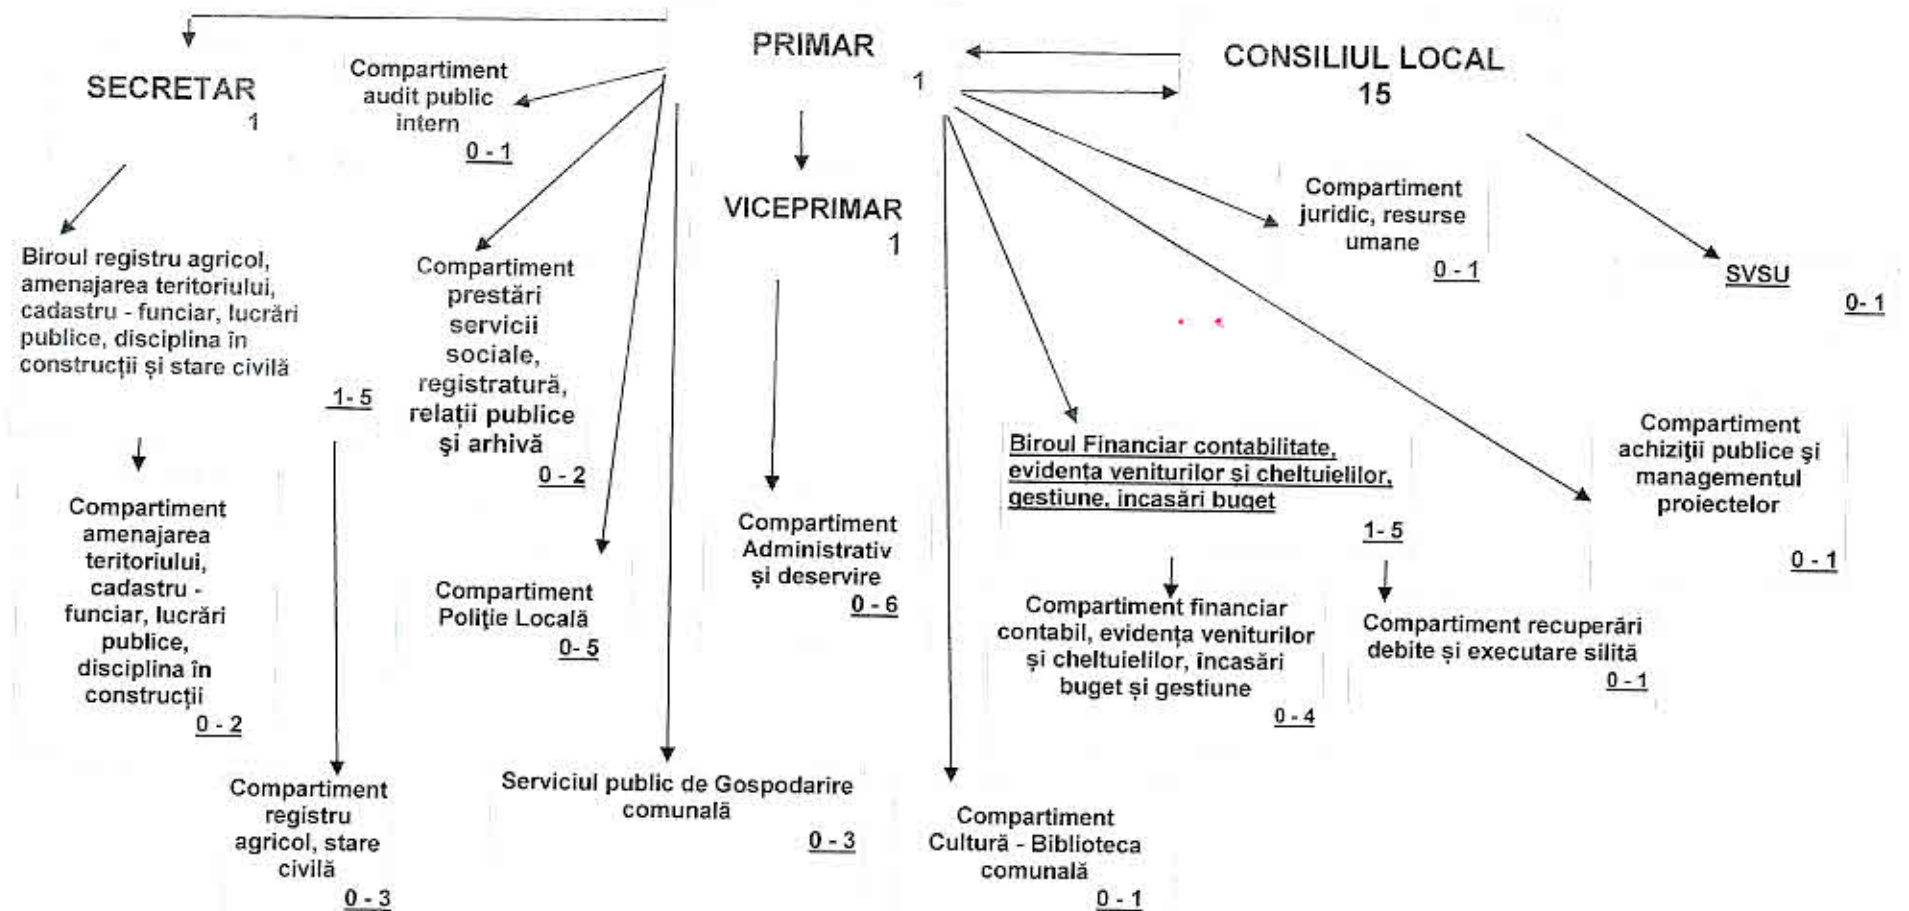 PRIMAR
1
CONSILIUL LOCAL
15
SECRETAR
1
Compartiment
audit public
intern
0 - 1
VICEPRIMAR
1
Compartiment
juridic, resurse
umane
0 - 1
SVSU
0- 1
Biroul registru agricol,
amenajarea teritoriului,
cadastru - funciar, lucrări
publice, disciplina în
construcții și stare civilă
1- 5
Compartiment
prestări
servicii
sociale,
registratură,
relații publice
și arhivă
0 - 2
Biroul Financiar contabilitate,
evidenta veniturilor si cheltuielilor,
gestiune, incasări buget
1- 5
Compartiment
achiziţii publice şi
managementul
proiectelor
0 - 1
Compartiment
amenajarea
teritoriului,
cadastru -
funciar, lucrări
publice,
disciplina în
construcții
0 - 2
Compartiment
Poliţie Locală
0- 5
Compartiment
Administrativ
și deservire
0 - 6
Compartiment financiar
contabil, evidența veniturilor
și cheltuielilor, încasări
buget și gestiune
0 - 4
Compartiment recuperări
debite și executare silită
0 - 1
Compartiment
registru
agricol, stare
civilă
0 - 3
Serviciul public de Gospodarire
comunală
0 - 3
Compartiment
Cultură - Biblioteca
comunală
0 - 1